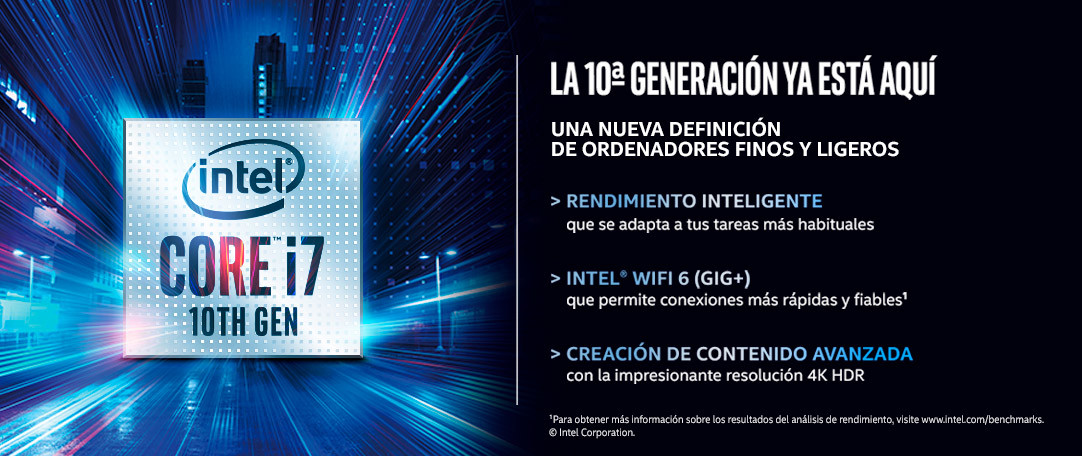 intel®
CORE™ i7
10TH GEN
LA 10ª GENERACIÓN YA ESTÁ AQUÍ
UNA NUEVA DEFINICIÓN
DE ORDENADORES FINOS Y LIGEROS
> RENDIMIENTO INTELIGENTE
que se adapta a tus tareas más habituales
> INTEL® WIFI 6 (GIG+)
que permite conexiones más rápidas y fiables¹
> CREACIÓN DE CONTENIDO AVANZADA
con la impresionante resolución 4K HDR
¹Para obtener más información sobre los resultados del análisis de rendimiento, visite www.intel.com/benchmarks.
© Intel Corporation.